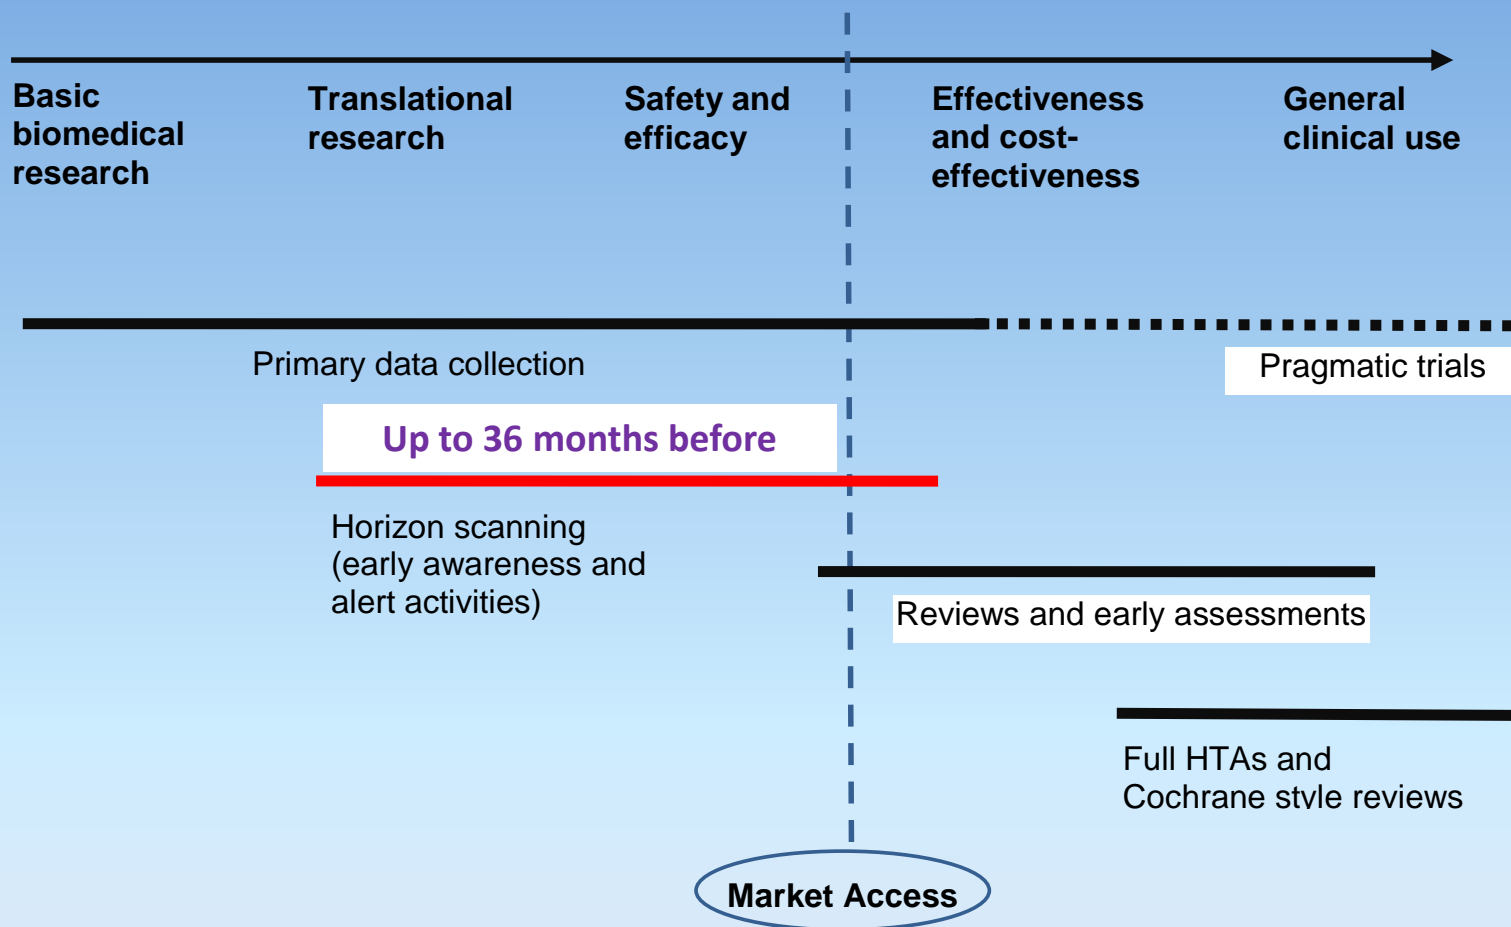 Basic
biomedical
research
Translational
research
Safety and
efficacy
Effectiveness
and cost-
effectiveness
General
clinical use
Primary data collection
Pragmatic trials
Up to 36 months before
Horizon scanning
(early awareness and
alert activities)
Reviews and early assessments
Full HTAs and
Cochrane style reviews
Market Access